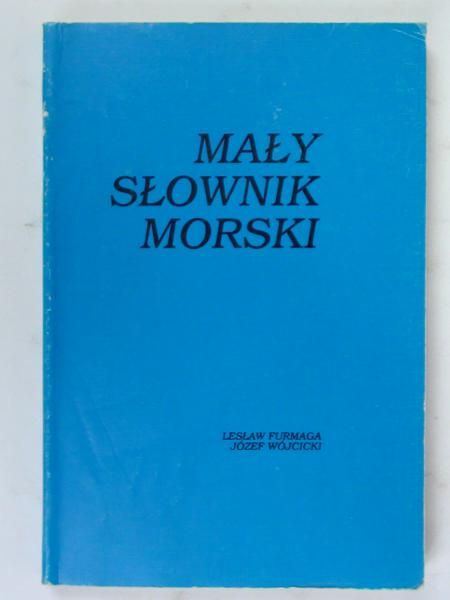 MAŁY
SŁOWNIK
MORSKI
LESŁAW FURMAGA
JÓZEF WÓJCICKI